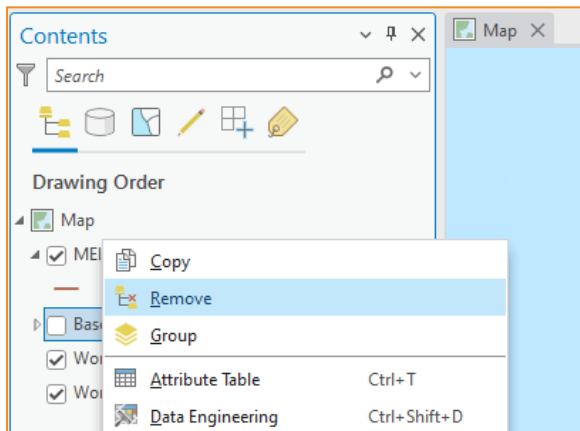 Contents
Map
Search
Drawing Order
Map
Copy
Remove
Group
Attribute Table Ctrl+T
Data Engineering Ctrl+Shift+D